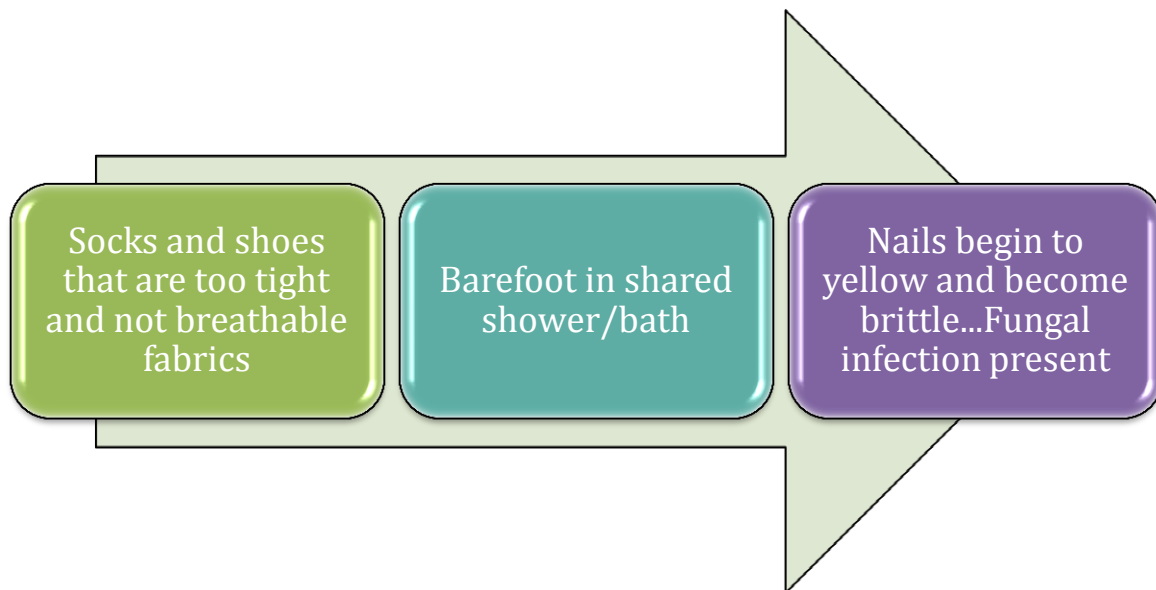 Socks and shoes
that are too tight
and not breathable
fabrics
Barefoot in shared
shower/bath
Nails begin to
yellow and become
brittle...Fungal
infection present